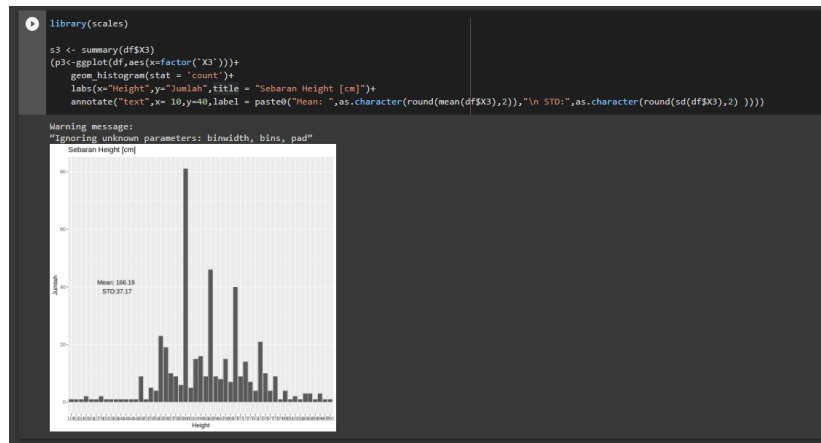 library(scales)
s3 <- summary(df$X3)
(p3<-ggplot(df,aes(x=factor(`X3`)))+
geom_histogram(stat = 'count')+
labs(x="Height",y="Jumlah",title = "Sebaran Height [cm]")+
annotate("text",x= 10,y=40,label = paste0("Mean: ",as.character(round(mean(df$X3),2)),"\n STD:",as.character(round(sd(df$X3),2) ))))
Warning message:
“Ignoring unknown parameters: binwidth, bins, pad”
Sebaran Height [cm]
80
60
Jumlah
Mean: 166.19
STD:37.17
40
20
0
Height